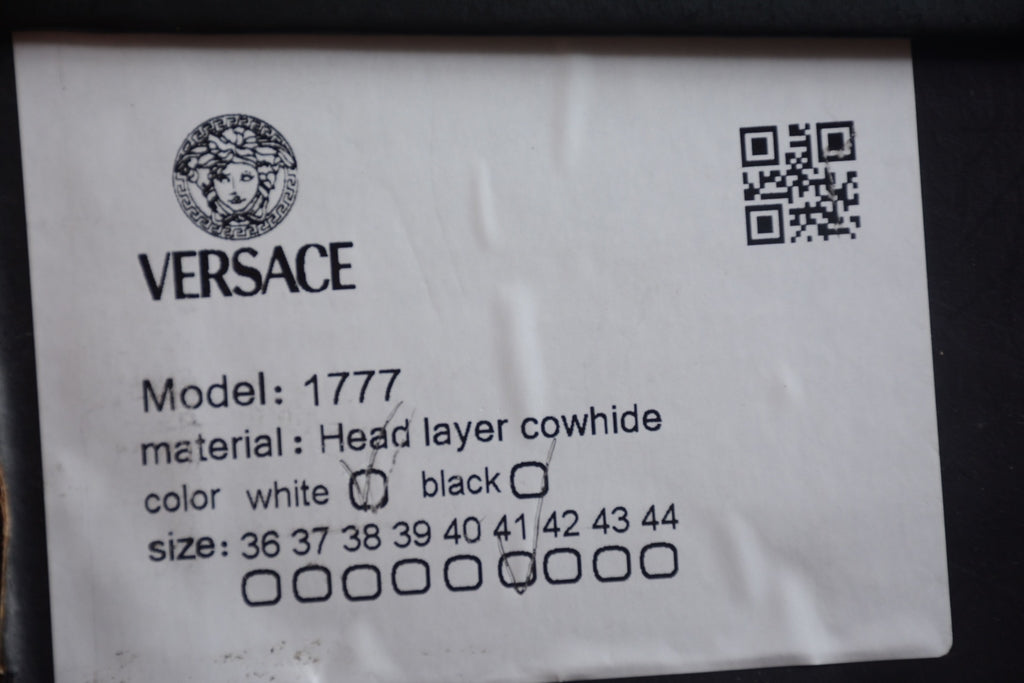 VERSACE
Model: 1777
material: Head layer cowhide
color white black
size: 36 37 38 39 40 41 42 43 44